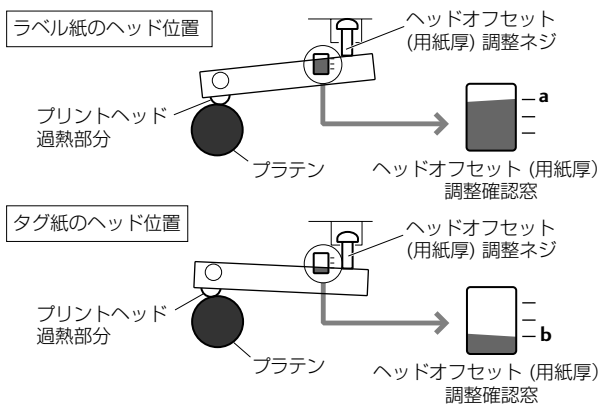 ラベル紙のヘッド位置
ヘッドオフセット
(用紙厚) 調整ネジ
プリントヘッド
過熱部分
プラテン
a
ヘッドオフセット (用紙厚)
調整確認窓
タグ紙のヘッド位置
ヘッドオフセット
(用紙厚) 調整ネジ
プリントヘッド
過熱部分
プラテン
b
ヘッドオフセット (用紙厚)
調整確認窓